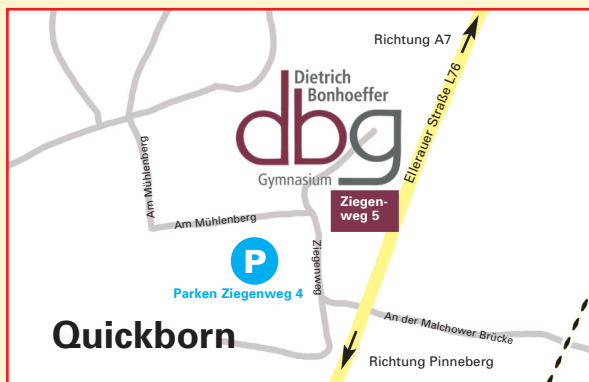 Richtung A7
Ellerauer Straße L76
Dietrich
Bonhoeffer
dbg
Gymnasium
Ziegen-
weg 5
Am Mühlenberg
Am Mühlenberg
Ziegenweg
P
Parken Ziegenweg 4
An der Malchower Brücke
Quickborn
Richtung Pinneberg